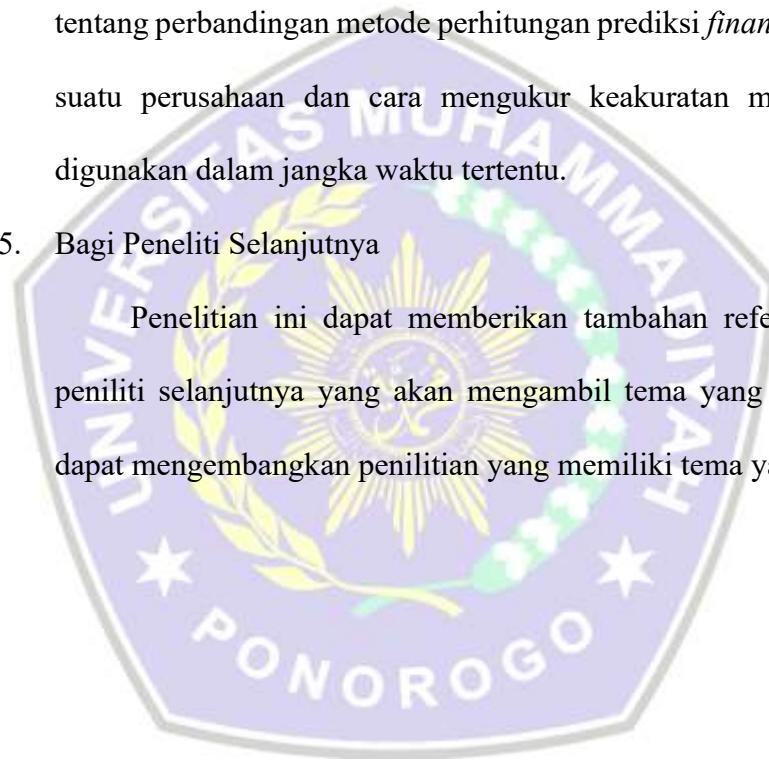 tentang perbandingan metode perhitungan prediksi
suatu perusahaan dan cara mengukur keakuratan
digunakan dalam jangka waktu tertentu.
5. Bagi Peneliti Selanjutnya
Penelitian ini dapat memberikan tambahan
peniliti selanjutnya yang akan mengambil tema yang
dapat mengembangkan penilitian yang memiliki tema
UNIVERSITAS MUHAMMADIYAH
PONOROGO